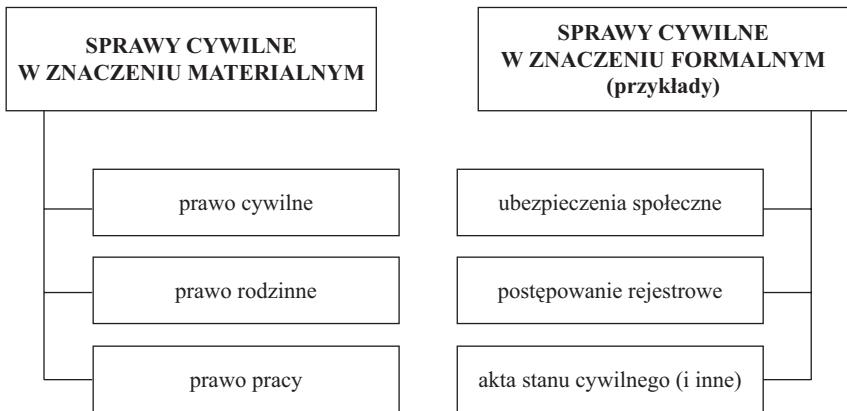 SPRAWY CYWILNE
W ZNACZENIU MATERIALNYM
prawo cywilne
prawo rodzinne
prawo pracy
SPRAWY CYWILNE
W ZNACZENIU FORMALNYM
(przykłady)
ubezpieczenia społeczne
postępowanie rejestrowe
akta stanu cywilnego (i inne)